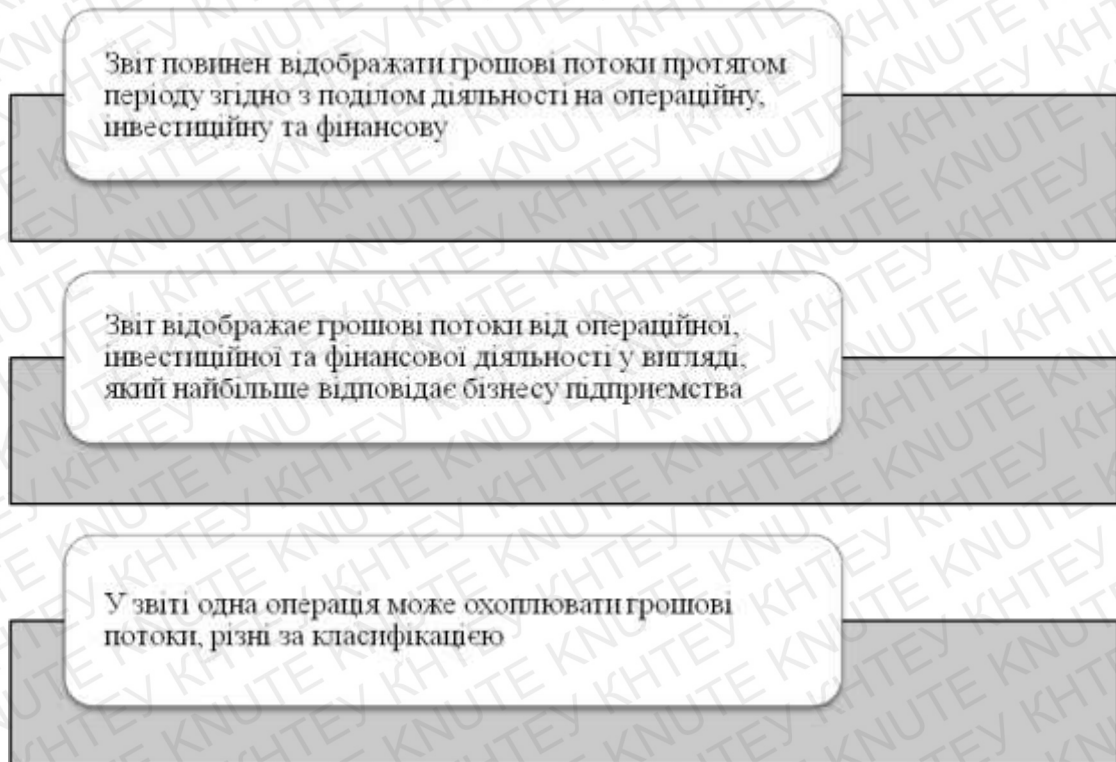 Звіт повинен відображати грошові потоки протягом
періоду згідно з поділом діяльності на операційну,
інвестиційну та фінансову
Звіт відображає грошові потоки від операційної,
інвестиційної та фінансової діяльності у вигляді,
який найбільше відповідає бізнесу підприємства
У звіті одна операція може охоплювати грошові
потоки, різні за класифікацією